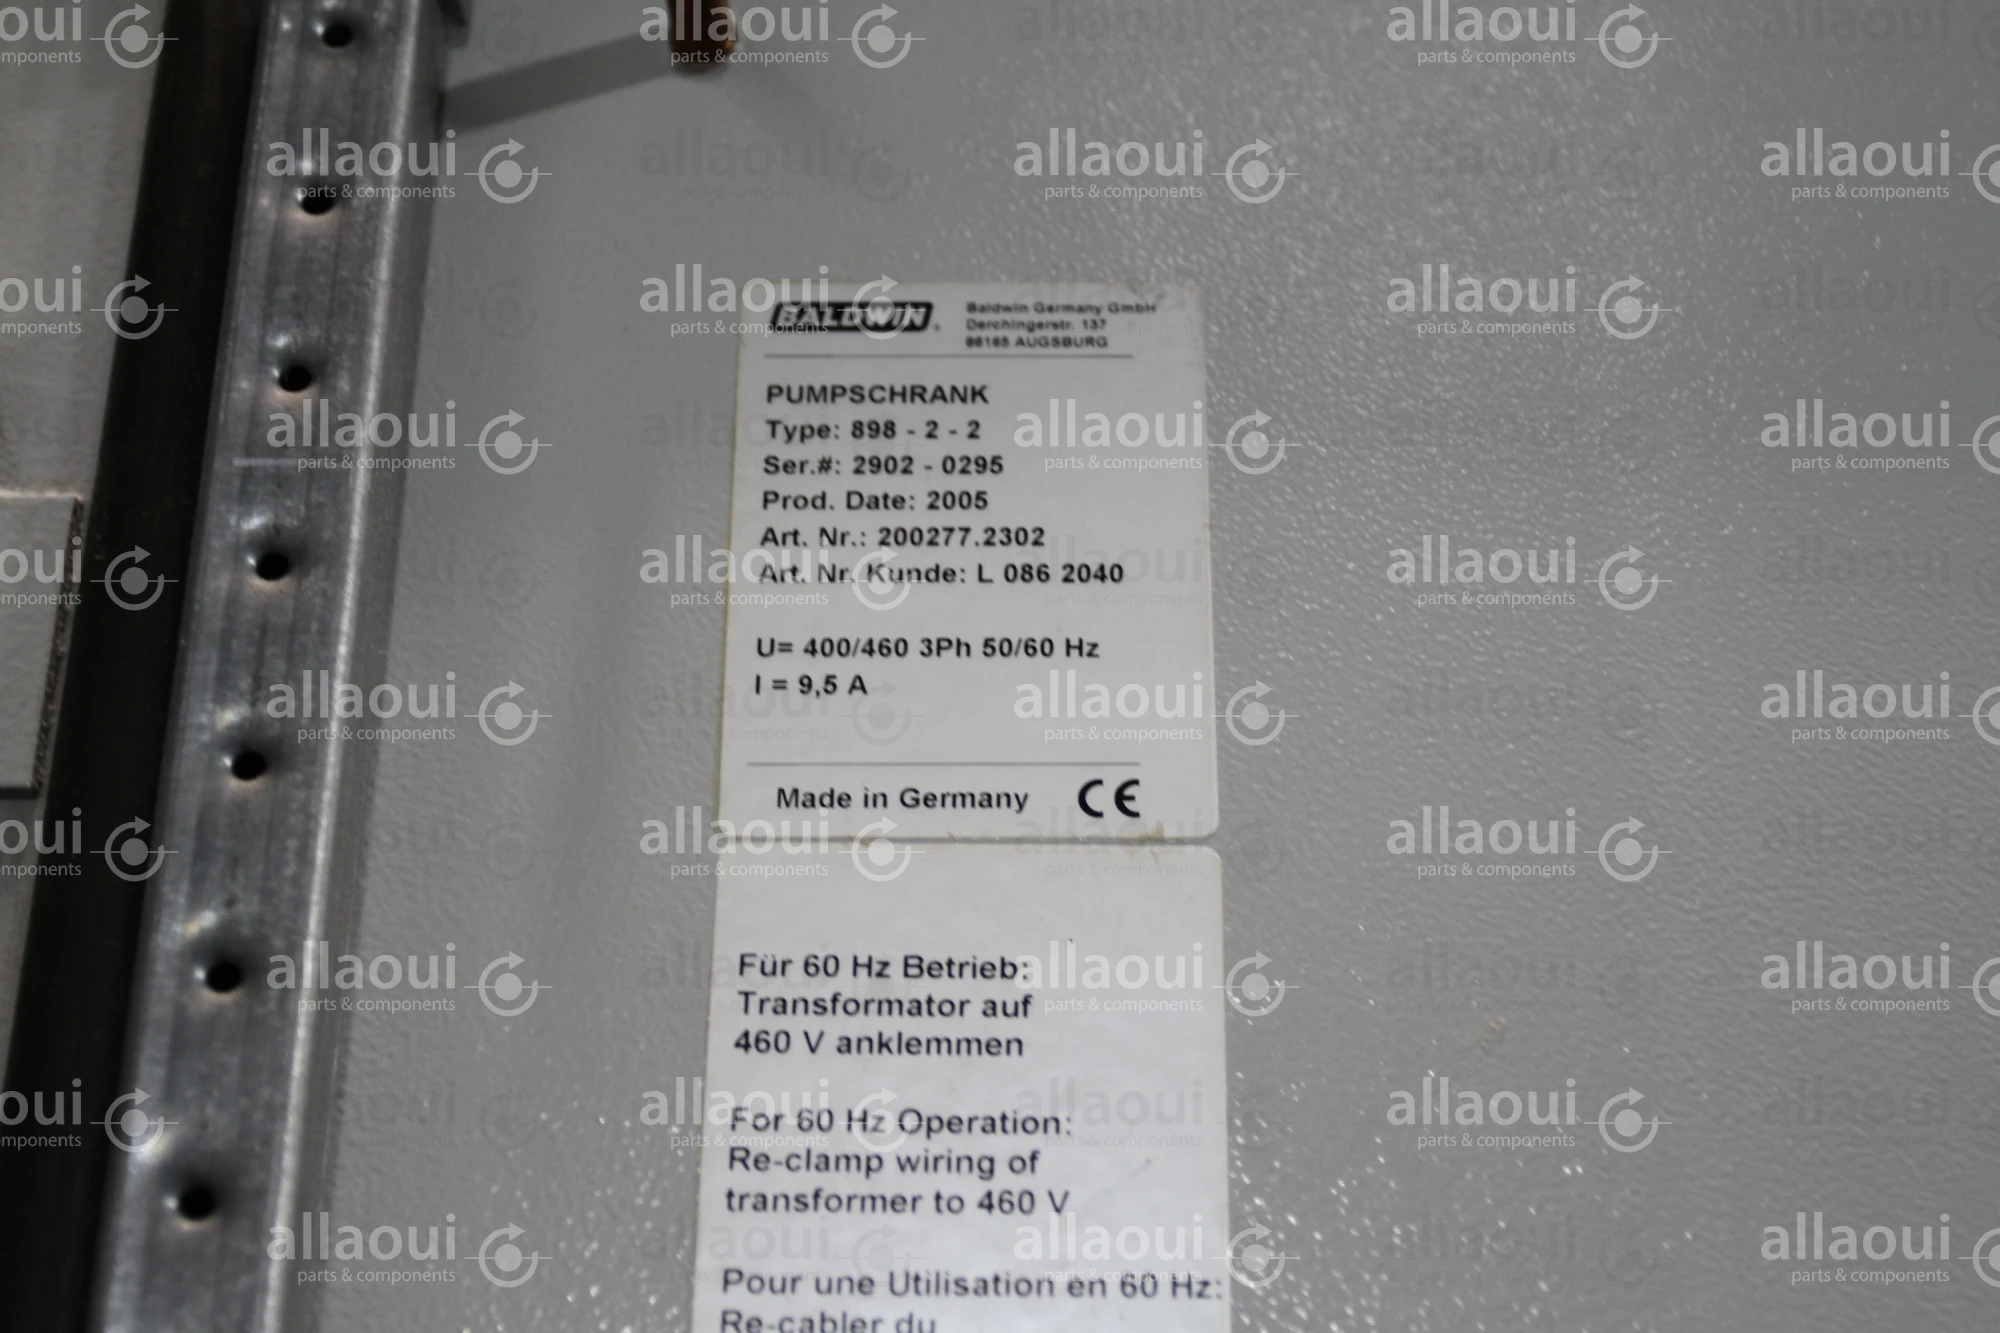 BALDWIN
Baldwin Germany GmbH
Derchingerstr. 137
86165 AUGSBURG
PUMPSCHRANK
Type: 898 - 2 - 2
Ser.#: 2902 - 0295
Prod. Date: 2005
Art. Nr.: 200277.2302
Art. Nr. Kunde: L 086 2040
U= 400/460 3Ph 50/60 Hz
I = 9,5 A
Made in Germany CE
Für 60 Hz Betrieb:
Transformator auf
460 V anklemmen
For 60 Hz Operation:
Re-clamp wiring of
transformer to 460 V
Pour une Utilisation en 60 Hz:
Re-cabler du
allaoui
parts & components